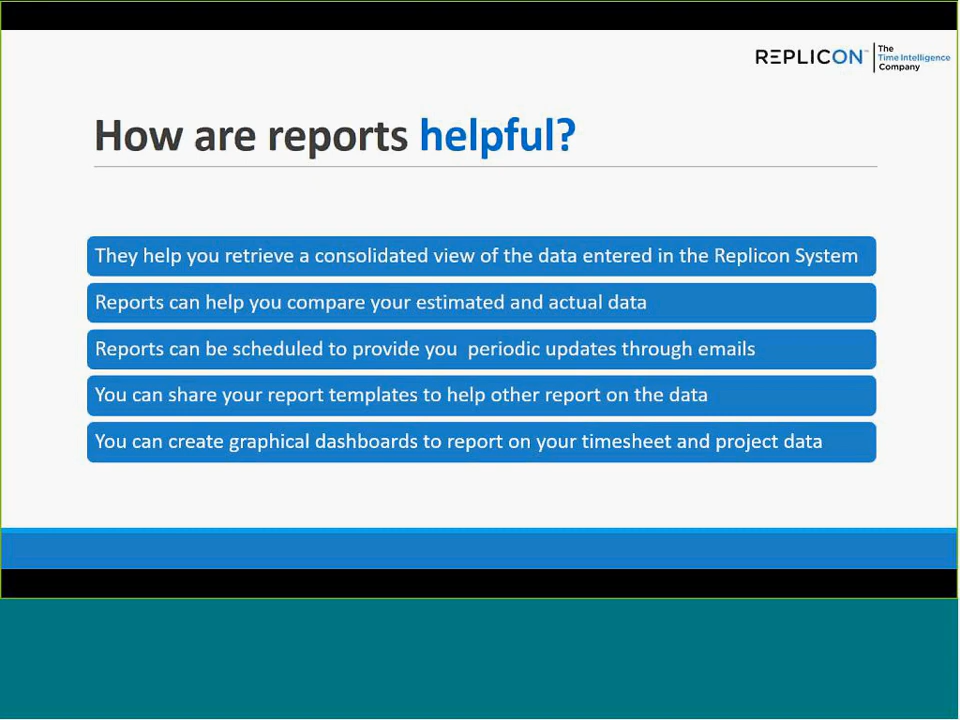 REPLICON™ The
Time Intelligence
Company
How are reports helpful?
They help you retrieve a consolidated view of the data entered in the Replicon System
Reports can help you compare your estimated and actual data
Reports can be scheduled to provide you  periodic updates through emails
You can share your report templates to help other report on the data
You can create graphical dashboards to report on your timesheet and project data